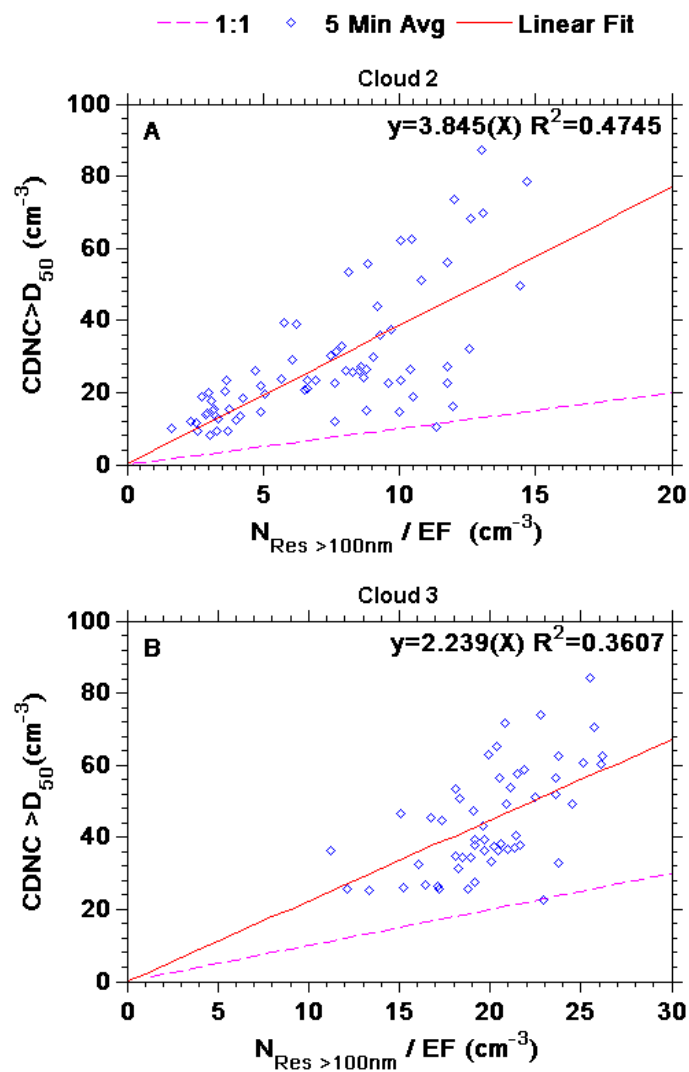 1:1 5 Min Avg Linear Fit
Cloud 2
A y=3.845(X) R²=0.4745
100
80
60
40
20
0
CDNC>D₅₀ (cm⁻³)
0 5 10 15 20
N_Res >100nm / EF (cm⁻³)
Cloud 3
B y=2.239(X) R²=0.3607
100
80
60
40
20
0
CDNC >D₅₀(cm⁻³)
0 5 10 15 20 25 30
N_Res >100nm / EF (cm⁻³)